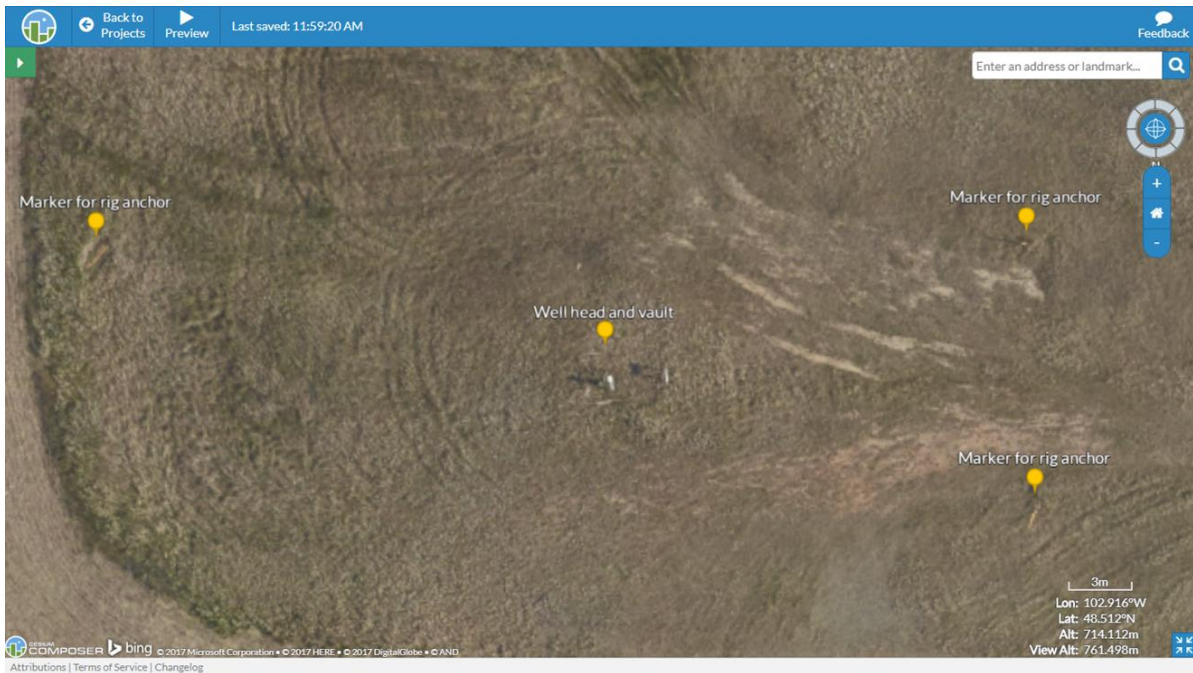 Back to
Projects
Preview
Last saved: 11:59:20 AM
Feedback
Enter an address or landmark...
N
+
-
Marker for rig anchor
Marker for rig anchor
Well head and vault
Marker for rig anchor
3m
Lon: 102.916°W
Lat: 48.512°N
Alt: 714.112m
View Alt: 761.498m
CESIUM
COMPOSER
bing
© 2017 Microsoft Corporation • © 2017 HERE • © 2017 DigitalGlobe • © AND
Attributions | Terms of Service | Changelog